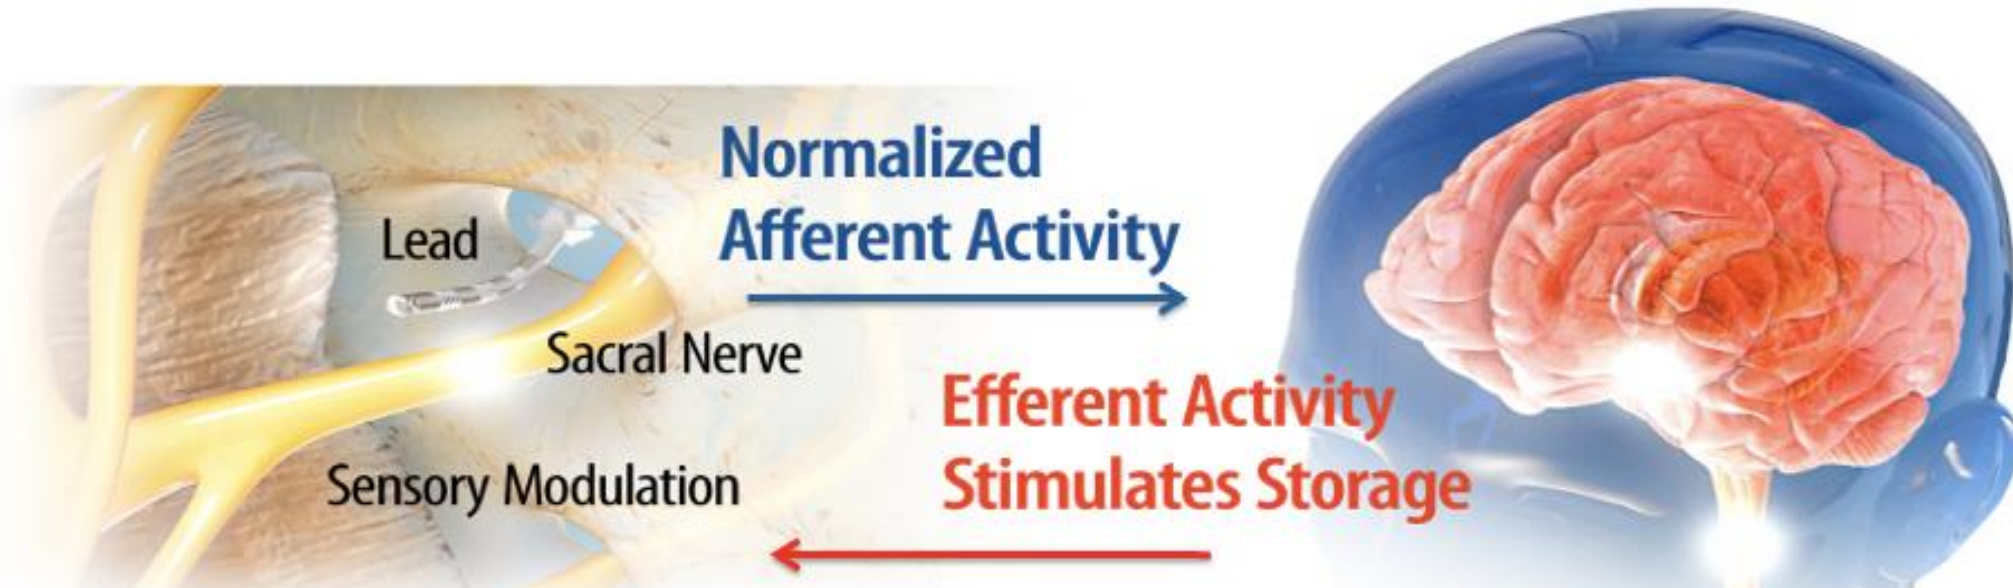 Normalized
Afferent Activity
Lead
Sacral Nerve
Efferent Activity
Stimulates Storage
Sensory Modulation